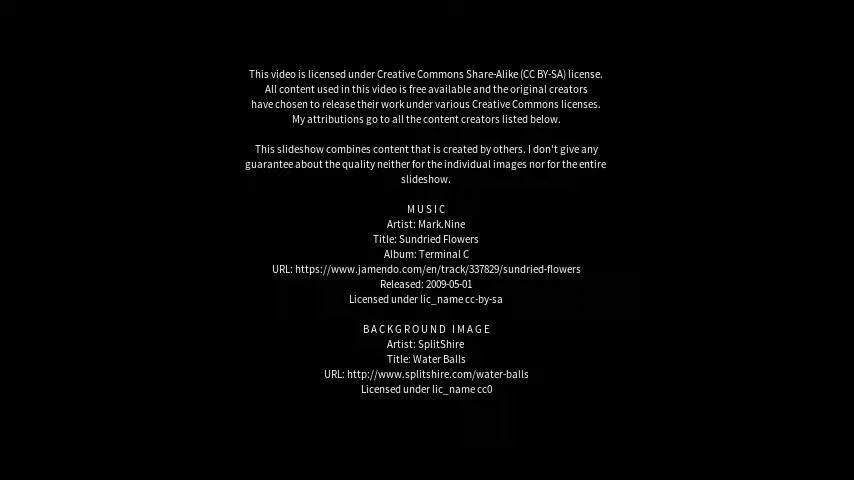 This video is licensed under Creative Commons Share-Alike (CC BY-SA) license.
All content used in this video is free available and the original creators
have chosen to release their work under various Creative Commons licenses.
My attributions go to all the content creators listed below.
This slideshow combines content that is created by others. I don't give any
guarantee about the quality neither for the individual images nor for the entire
slideshow.
MUSIC
Artist: Mark.Nine
Title: Sundried Flowers
Album: Terminal C
URL: https://www.jamendo.com/en/track/337829/sundried-flowers
Released: 2009-05-01
Licensed under lic_name cc-by-sa
BACKGROUND IMAGE
Artist: SplitShire
Title: Water Balls
URL: http://www.splitshire.com/water-balls
Licensed under lic_name cc0